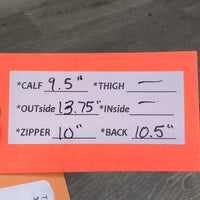 *CALF 9.5" *THIGH —
*OUTside 13.75" *INside —
*ZIPPER 10" *BACK 10.5"